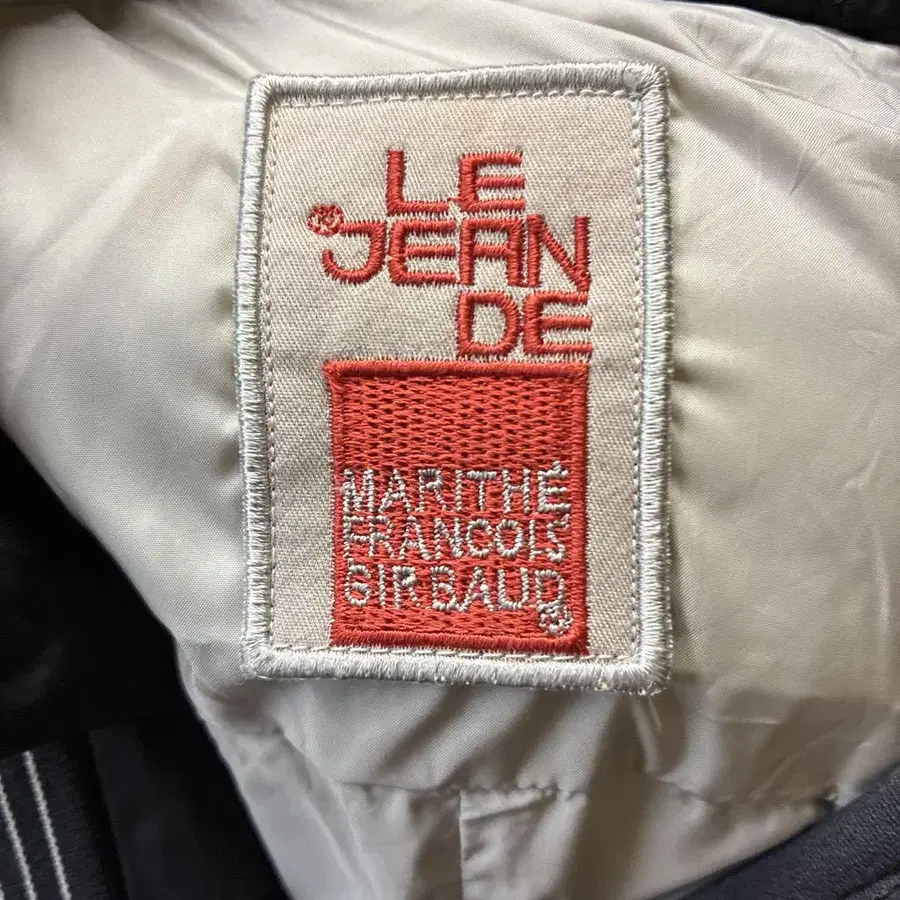 LE
® JEAN
DE
MARITHÉ
FRANCOIS
GIRBAUD ®